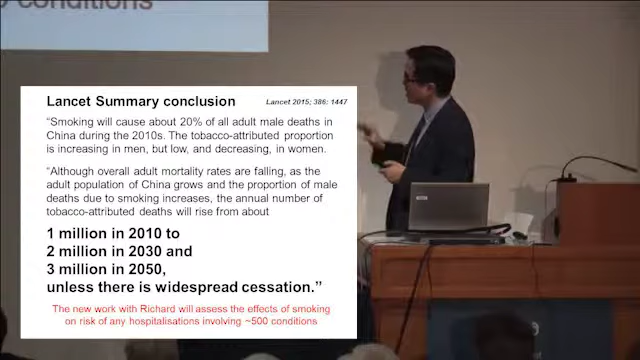 conditions
Lancet Summary conclusion
Lancet 2015; 386: 1447
“Smoking will cause about 20% of all adult male deaths in
China during the 2010s. The tobacco-attributed proportion
is increasing in men, but low, and decreasing, in women.
“Although overall adult mortality rates are falling, as the
adult population of China grows and the proportion of male
deaths due to smoking increases, the annual number of
tobacco-attributed deaths will rise from about
1 million in 2010 to
2 million in 2030 and
3 million in 2050,
unless there is widespread cessation.”
The new work with Richard will assess the effects of smoking
on risk of any hospitalisations involving ~500 conditions